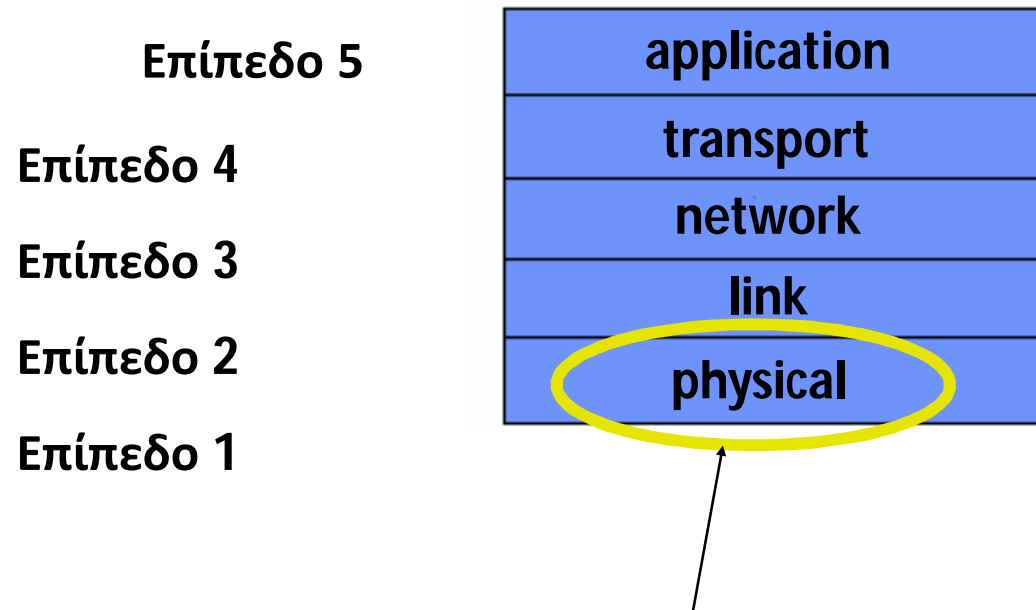 Επίπεδο 5
application
Επίπεδο 4
transport
Επίπεδο 3
network
Επίπεδο 2
link
Επίπεδο 1
physical